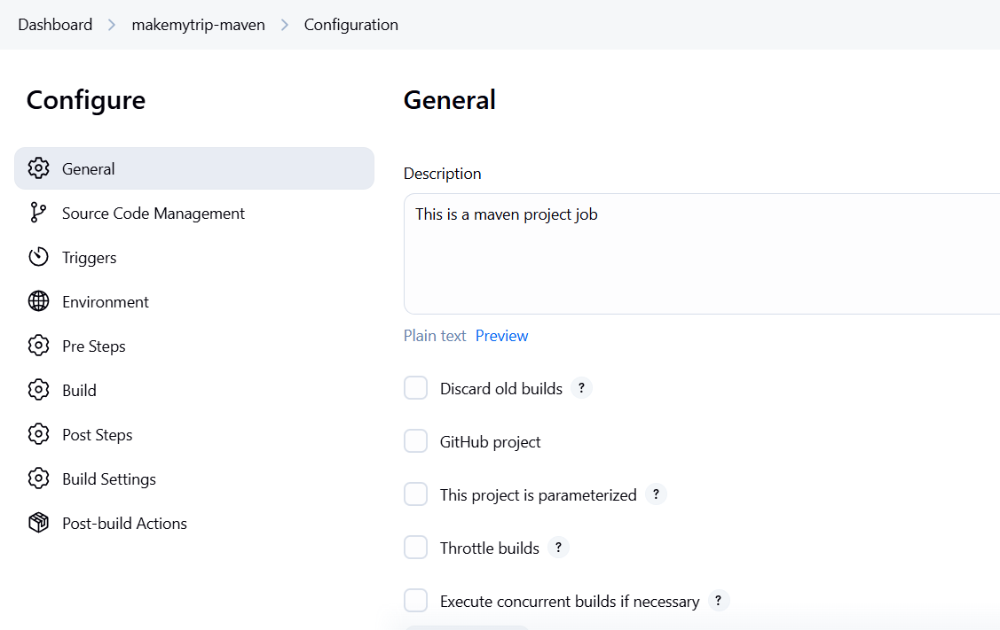 Dashboard > makemytrip-maven > Configuration
Configure
General
Source Code Management
Triggers
Environment
Pre Steps
Build
Post Steps
Build Settings
Post-build Actions
General
Description
This is a maven project job
Plain text Preview
Discard old builds ?
GitHub project
This project is parameterized ?
Throttle builds ?
Execute concurrent builds if necessary ?